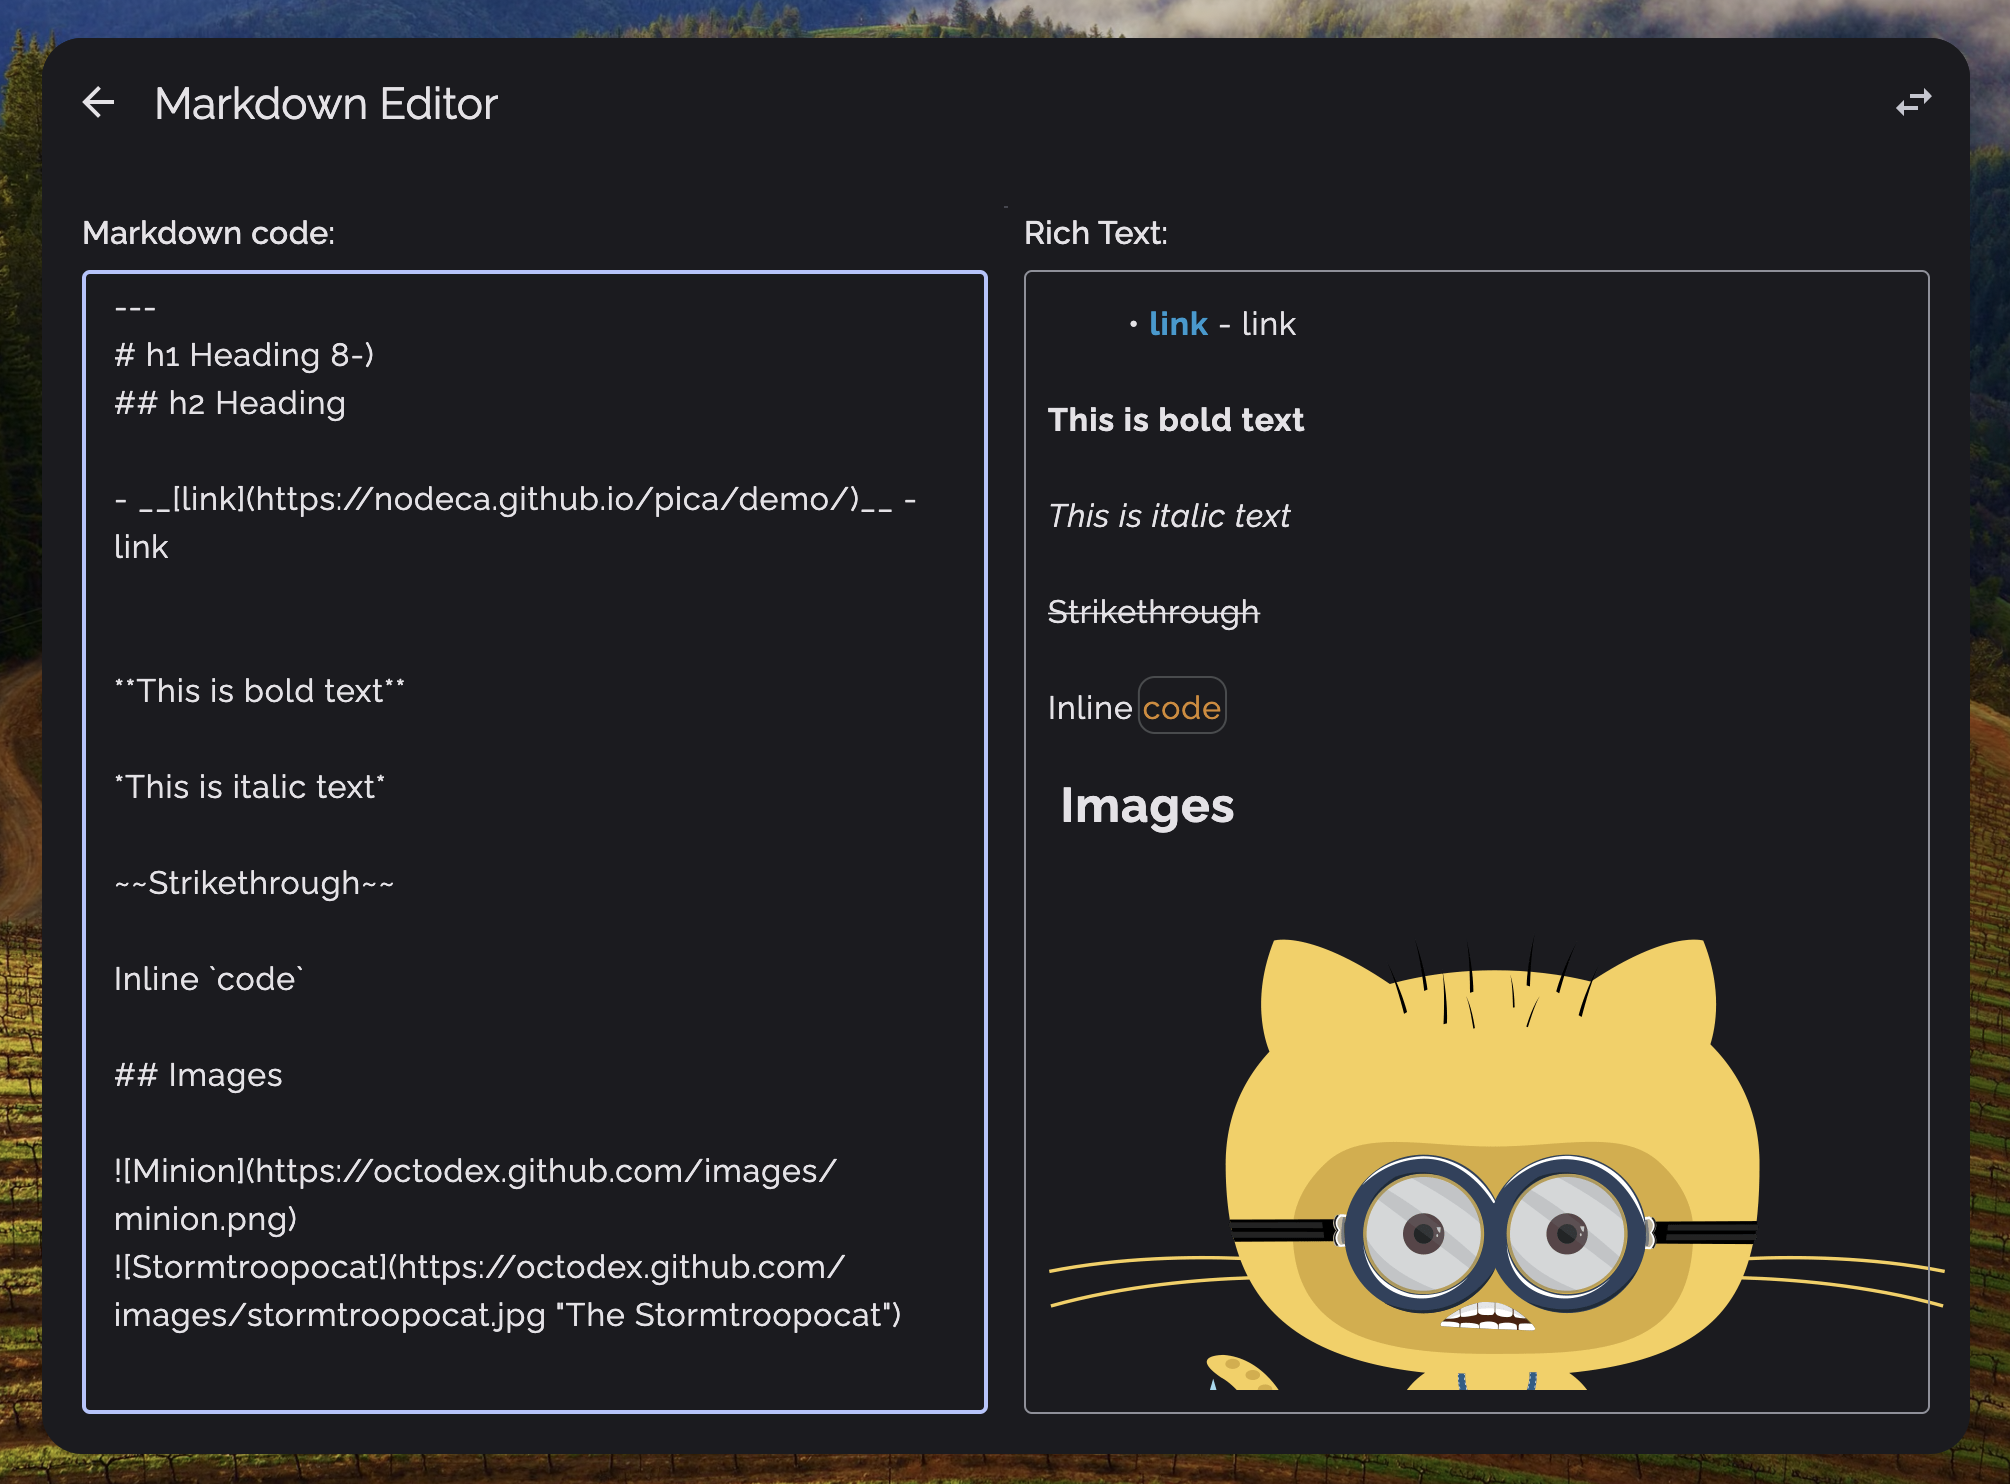 Markdown Editor
Markdown code:
---
# h1 Heading 8-)
## h2 Heading
- __[link](https://nodeca.github.io/pica/demo/)__ -
link
**This is bold text**
*This is italic text*
~~Strikethrough~~
Inline `code`
## Images
![Minion](https://octodex.github.com/images/
minion.png)
![Stormtroopocat](https://octodex.github.com/
images/stormtroopocat.jpg "The Stormtroopocat")
Rich Text:
• link - link
This is bold text
This is italic text
Strikethrough
Inline code
Images